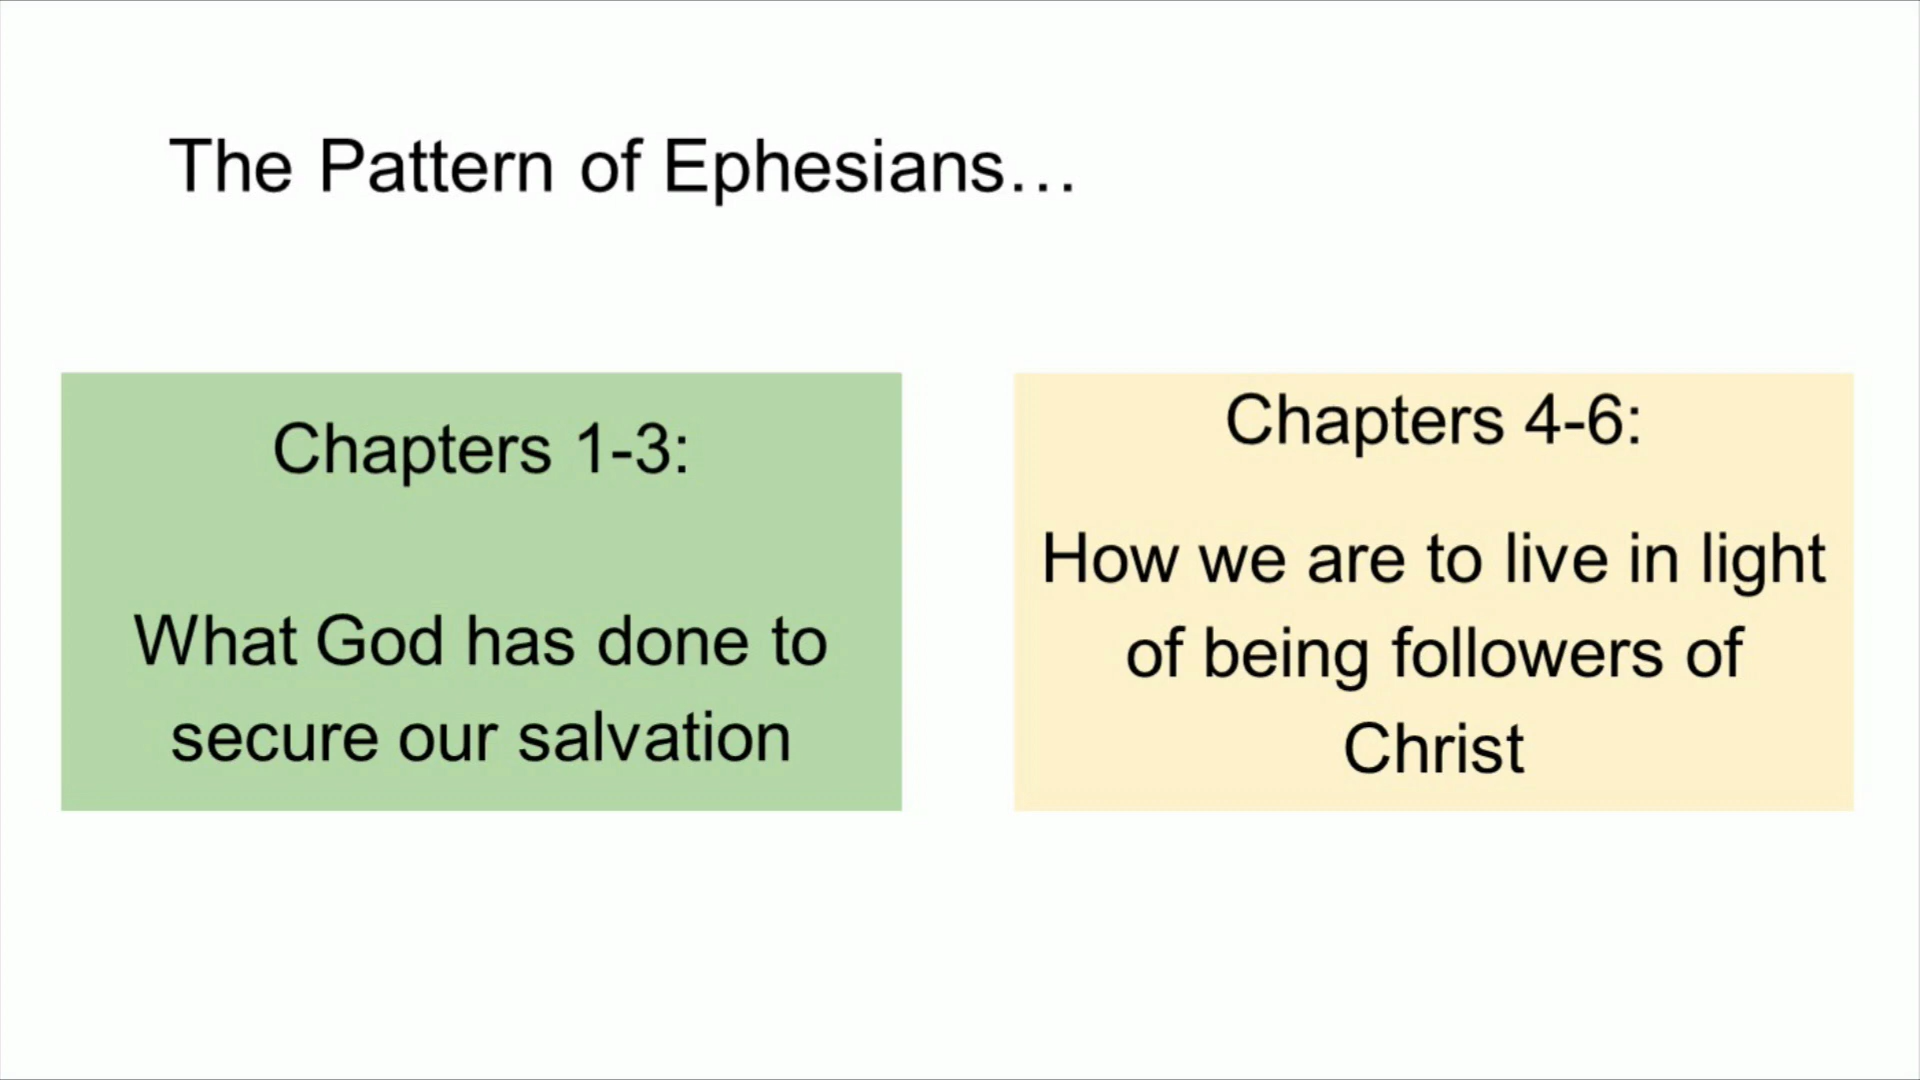 The Pattern of Ephesians…
Chapters 1-3:
What God has done to
secure our salvation
Chapters 4-6:
How we are to live in light
of being followers of
Christ